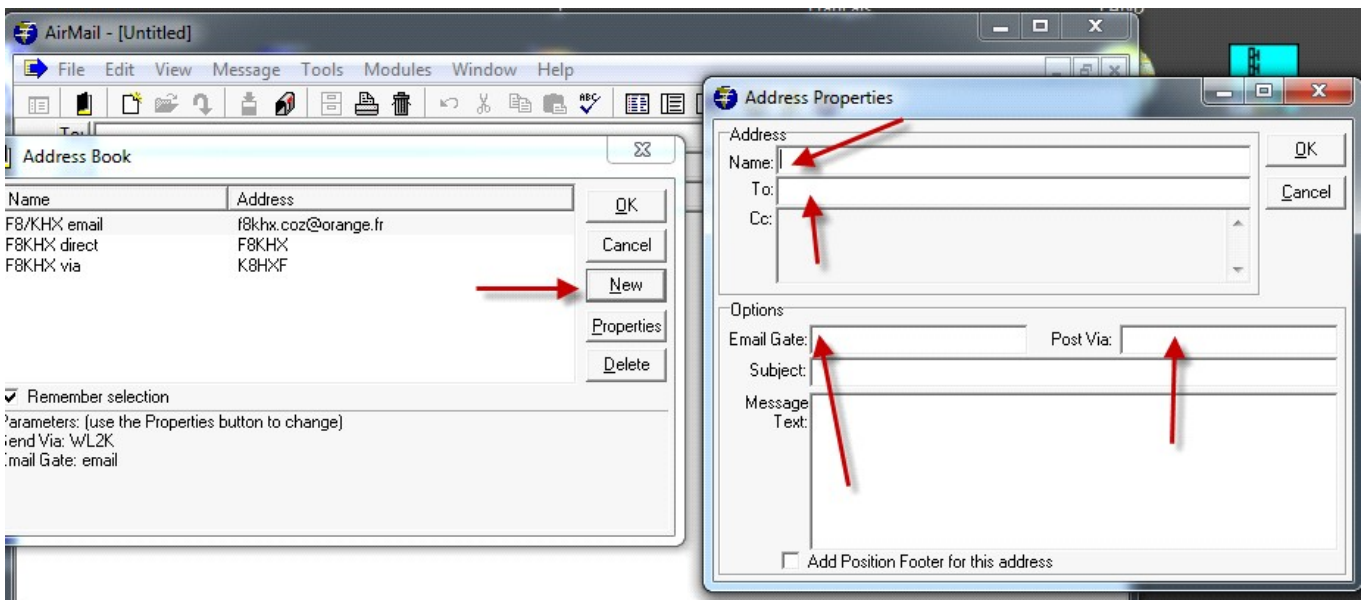 AirMail - [Untitled]
File Edit View Message Tools Modules Window Help
ABC
To:
Address Book
Name Address
F8/KHX email f8khx.coz@orange.fr
F8KHX direct F8KHX
F8KHX via K8HXF
OK
Cancel
New
Properties
Delete
Remember selection
Parameters: (use the Properties button to change)
Send Via: WL2K
Email Gate: email
Address Properties
Address
Name:
To:
Cc:
OK
Cancel
Options
Email Gate: Post Via:
Subject:
Message
Text:
Add Position Footer for this address